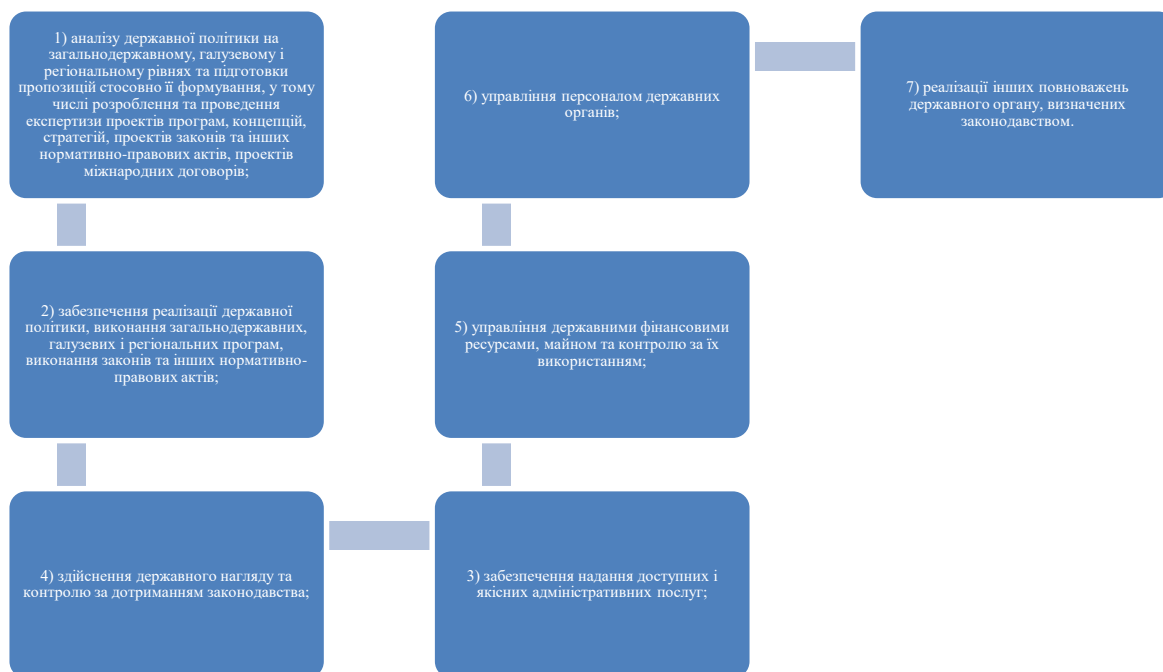 1) аналізу державної політики на
загальнодержавному, галузевому і
регіональному рівнях та підготовки
пропозицій стосовно її формування, у тому
числі розроблення та проведення
експертизи проектів програм, концепцій,
стратегій, проектів законів та інших
нормативно-правових актів, проектів
міжнародних договорів;
2) забезпечення реалізації державної
політики, виконання загальнодержавних,
галузевих і регіональних програм,
виконання законів та інших нормативно-
правових актів;
4) здійснення державного нагляду та
контролю за дотриманням законодавства;
3) забезпечення надання доступних і
якісних адміністративних послуг;
5) управління державними фінансовими
ресурсами, майном та контролю за їх
використанням;
6) управління персоналом державних
органів;
7) реалізації інших повноважень
державного органу, визначених
законодавством.